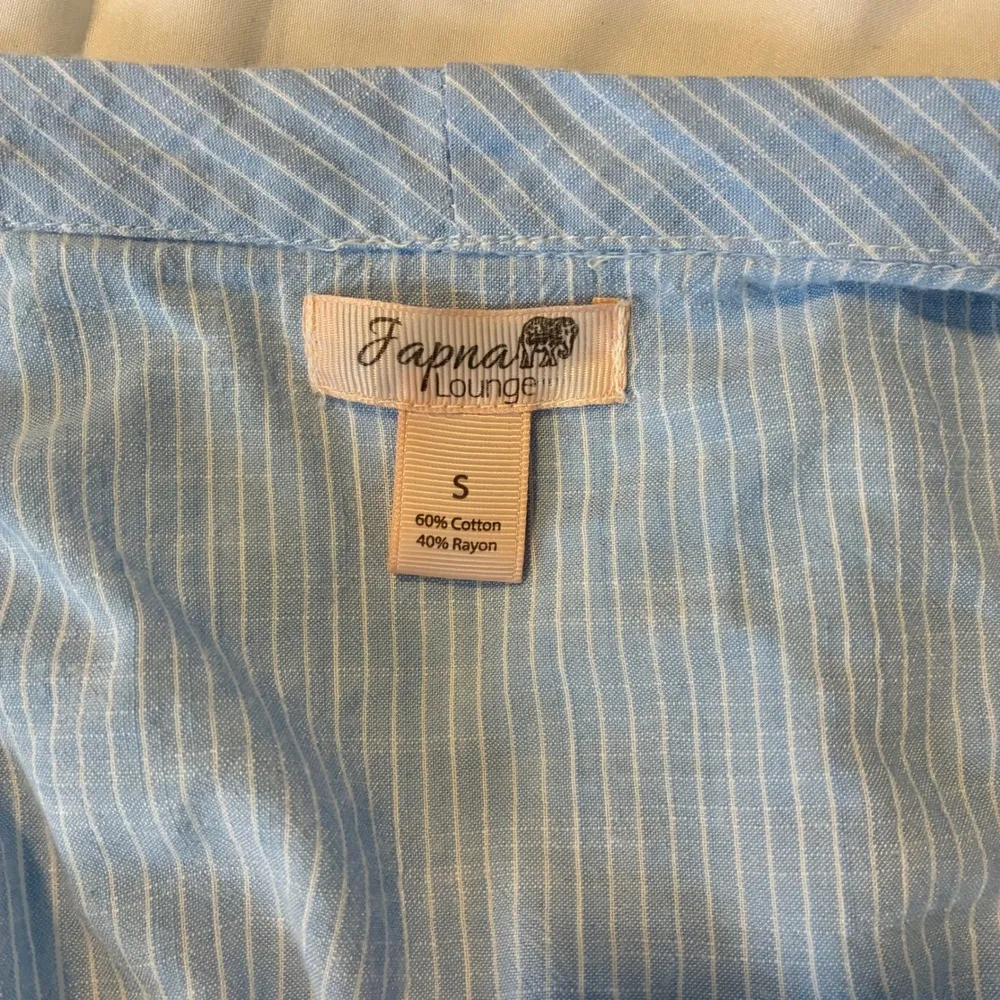 Japna
Lounge
S
60% Cotton
40% Rayon